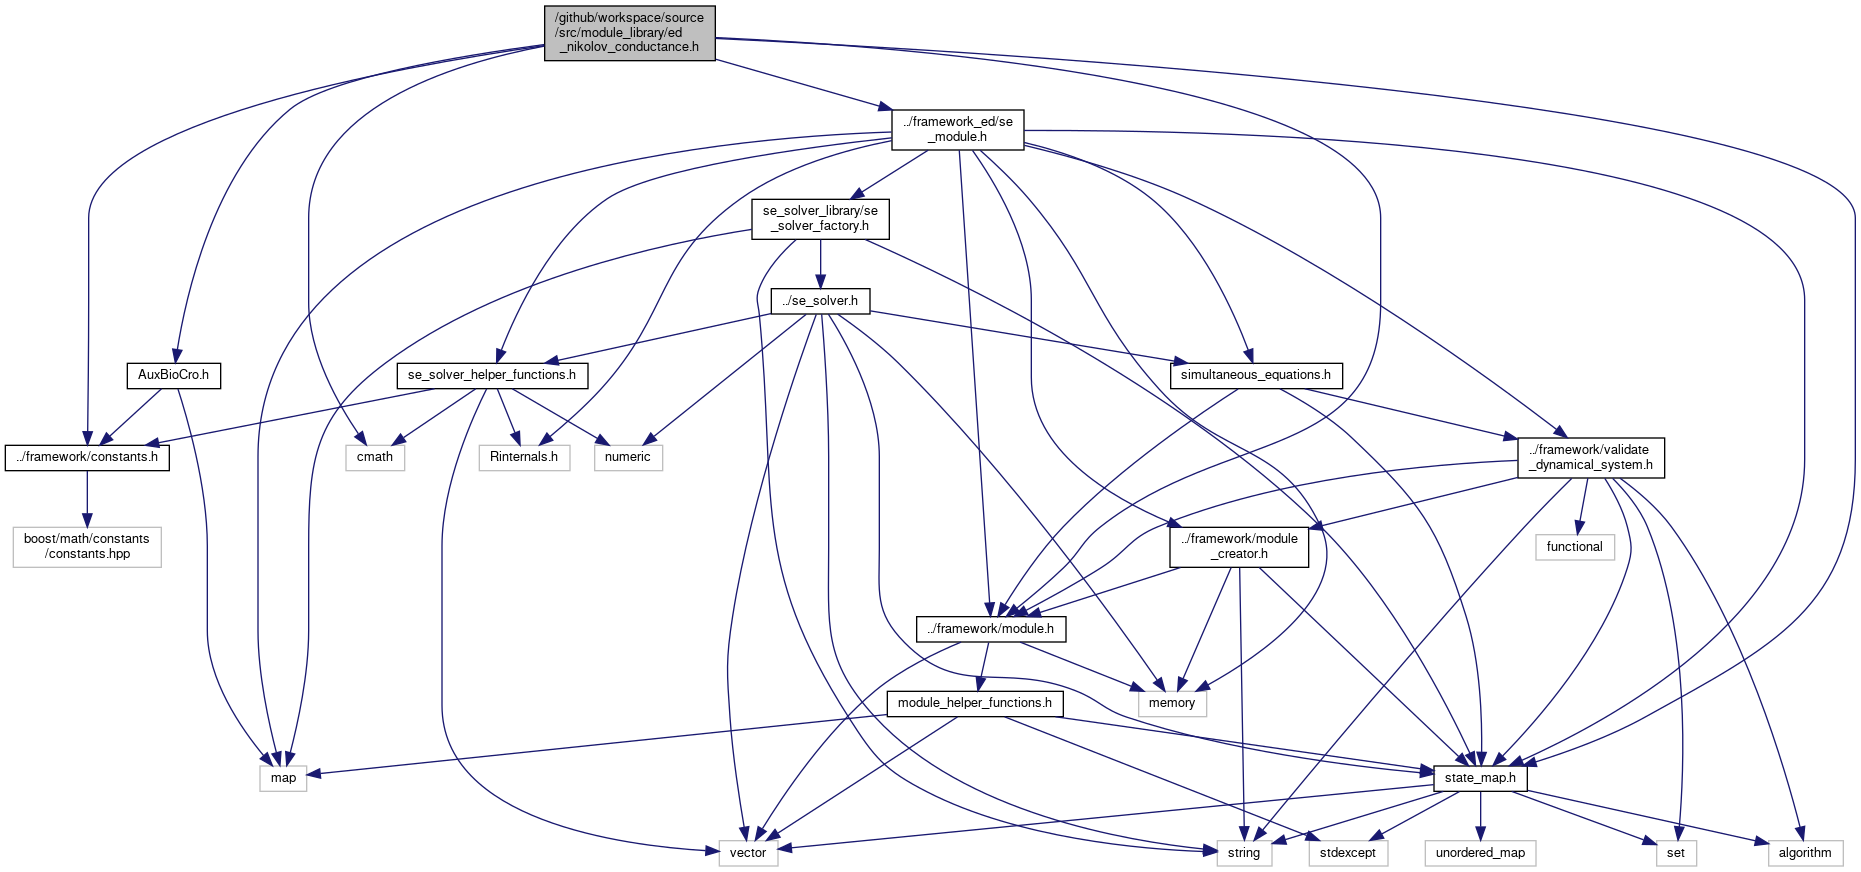 /github/workspace/source
/src/module_library/ed
_nikolov_conductance.h
../framework_ed/se
_module.h
se_solver_library/se
_solver_factory.h
../se_solver.h
AuxBioCro.h
se_solver_helper_functions.h
simultaneous_equations.h
../framework/constants.h
cmath
Rinternals.h
numeric
../framework/validate
_dynamical_system.h
boost/math/constants
/constants.hpp
../framework/module
_creator.h
functional
../framework/module.h
module_helper_functions.h
memory
map
state_map.h
vector
string
stdexcept
unordered_map
set
algorithm